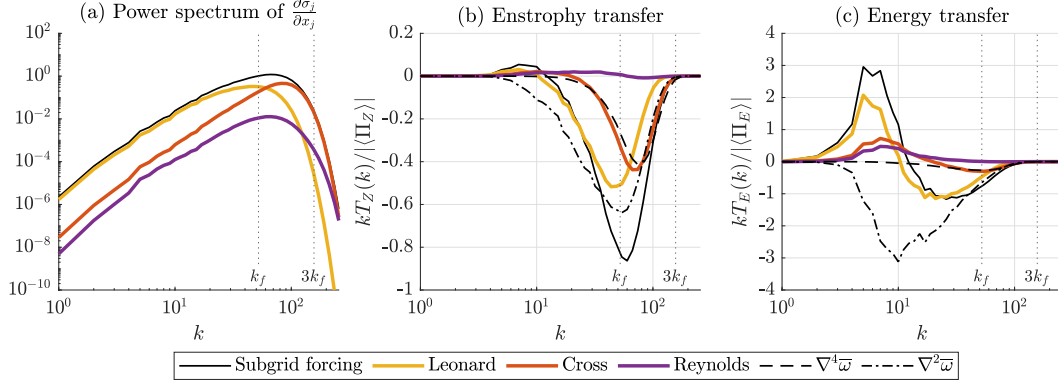 (a) Power spectrum of ∂σ_j/∂x_j
10^2
10^0
10^-2
10^-4
10^-6
10^-8
10^-10
k_f
3k_f
10^0
10^1
10^2
k
(b) Enstrophy transfer
kT_Z(k)/|⟨Π_Z⟩|
0
-0.2
-0.4
-0.6
-0.8
-1
k_f
3k_f
10^0
10^1
10^2
k
(c) Energy transfer
kT_E(k)/|⟨Π_E⟩|
4
3
2
1
0
-1
-2
-3
k_f
3k_f
10^0
10^1
10^2
k
Subgrid forcing Leonard Cross Reynolds ∇^4ω̅ ∇^2ω̅